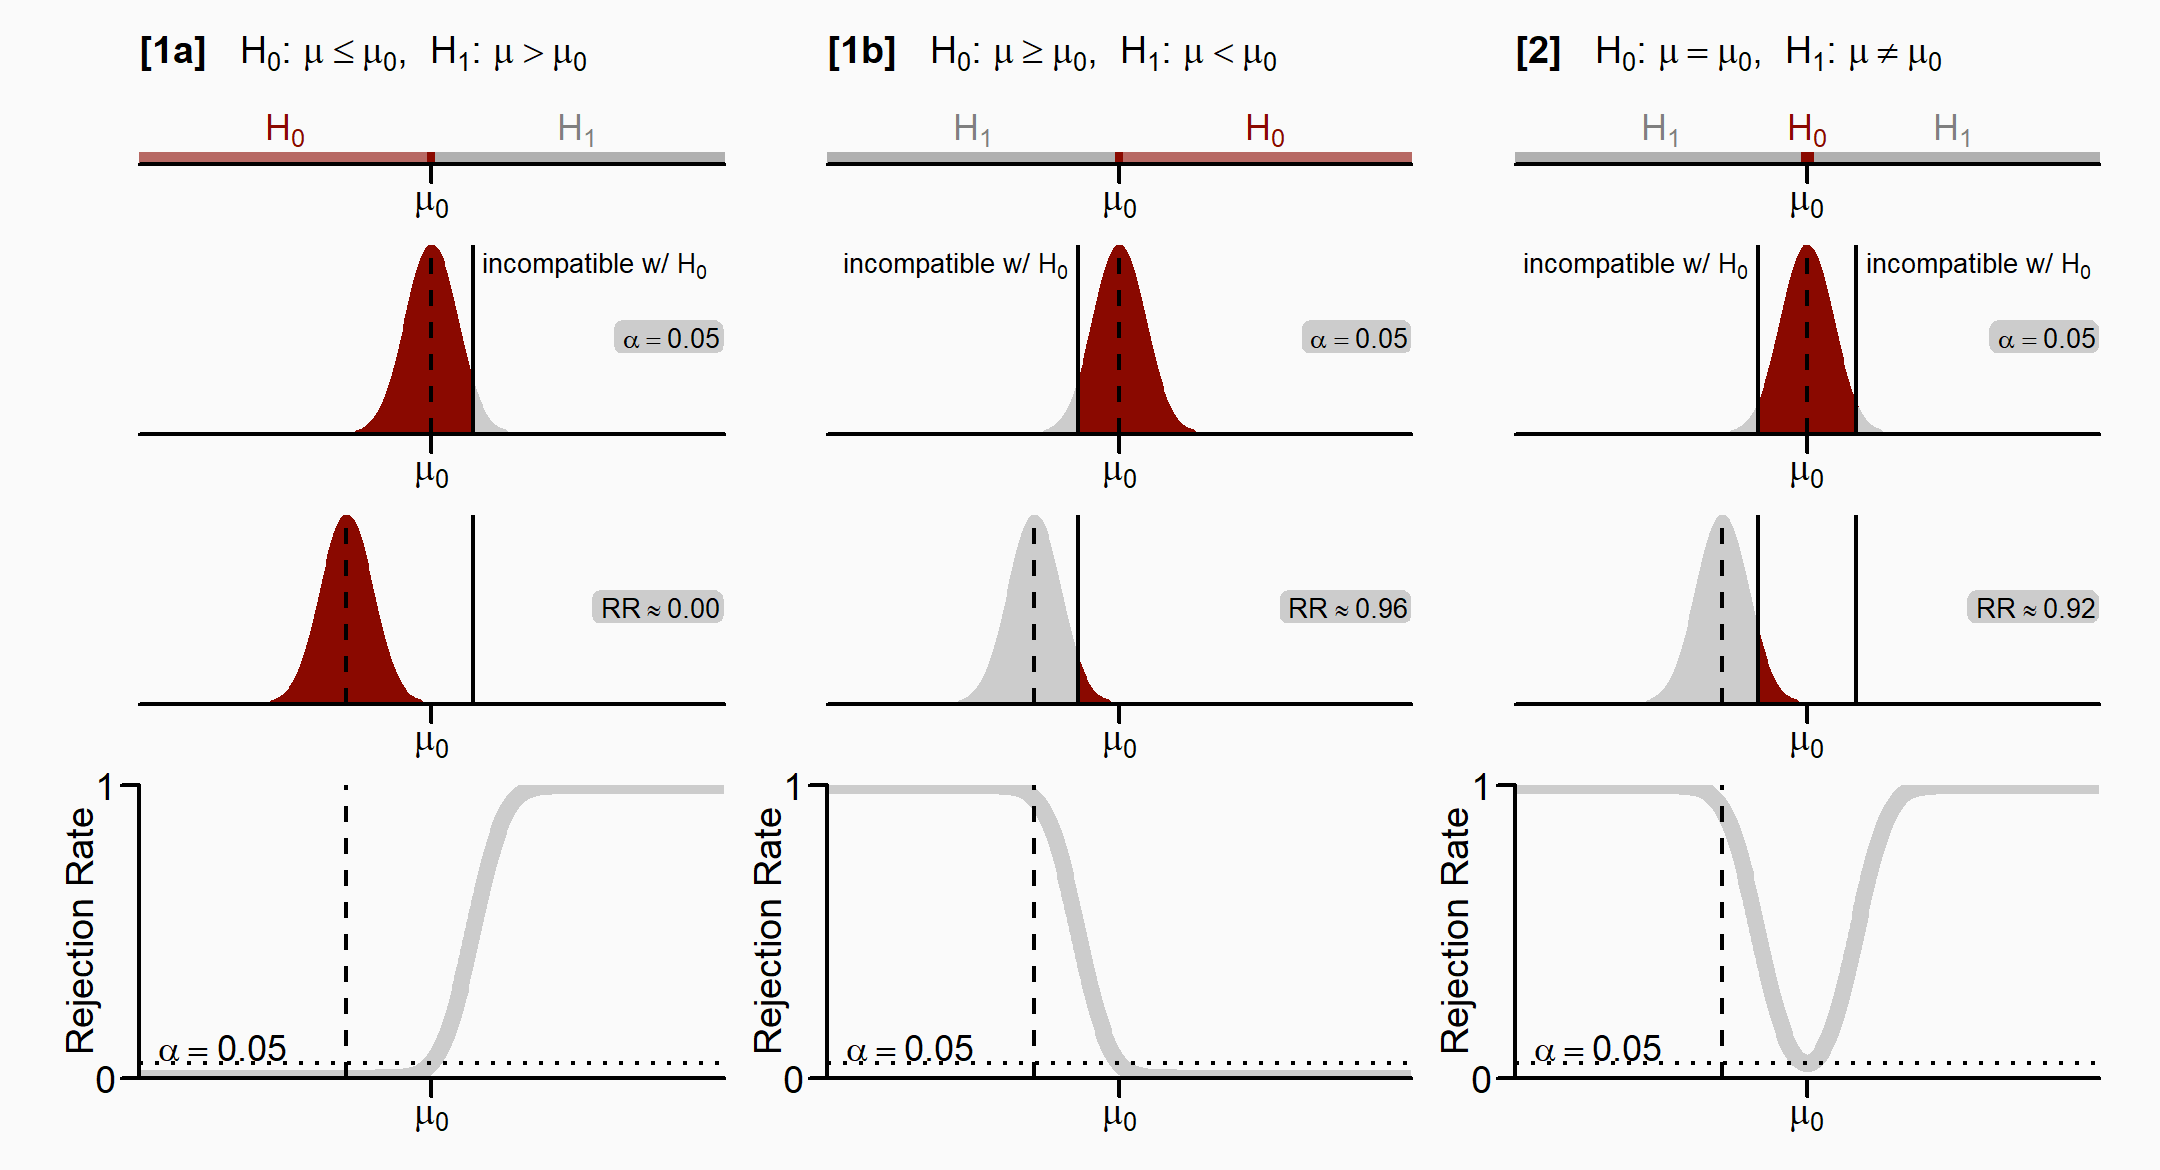 [1a] H₀: μ ≤ μ₀, H₁: μ > μ₀
H₀ H₁
μ₀
incompatible w/ H₀
α = 0.05
μ₀
RR ≈ 0.00
μ₀
1
Rejection Rate
α = 0.05
0
μ₀
[1b] H₀: μ ≥ μ₀, H₁: μ < μ₀
H₁ H₀
μ₀
incompatible w/ H₀
α = 0.05
μ₀
RR ≈ 0.96
μ₀
1
Rejection Rate
α = 0.05
0
μ₀
[2] H₀: μ = μ₀, H₁: μ ≠ μ₀
H₁ H₀ H₁
μ₀
incompatible w/ H₀ incompatible w/ H₀
α = 0.05
μ₀
RR ≈ 0.92
μ₀
1
Rejection Rate
α = 0.05
0
μ₀